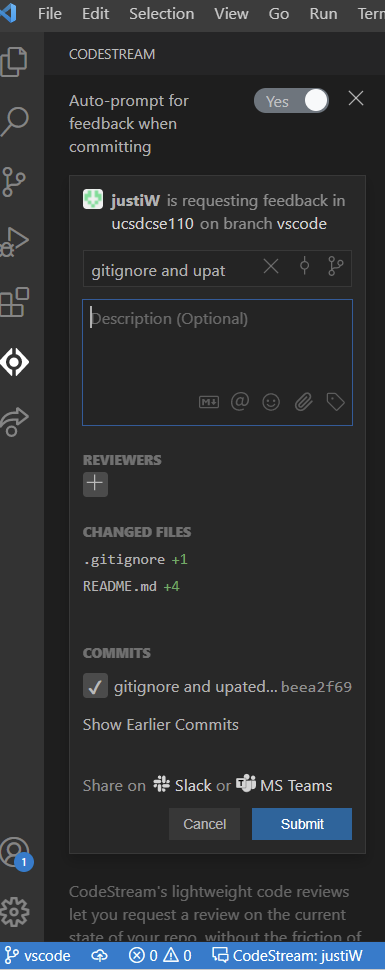 File Edit Selection View Go Run Term
CODESTREAM
Auto-prompt for
feedback when
committing
Yes
justiW is requesting feedback in
ucsdcse110 on branch vscode
gitignore and upat
Description (Optional)
REVIEWERS
CHANGED FILES
.gitignore +1
README.md +4
COMMITS
gitignore and upated... beea2f69
Show Earlier Commits
Share on Slack or MS Teams
Cancel Submit
1
CodeStream's lightweight code reviews
let you request a review on the current
state of your repo, without the friction of
vscode 0 0 CodeStream: justiW